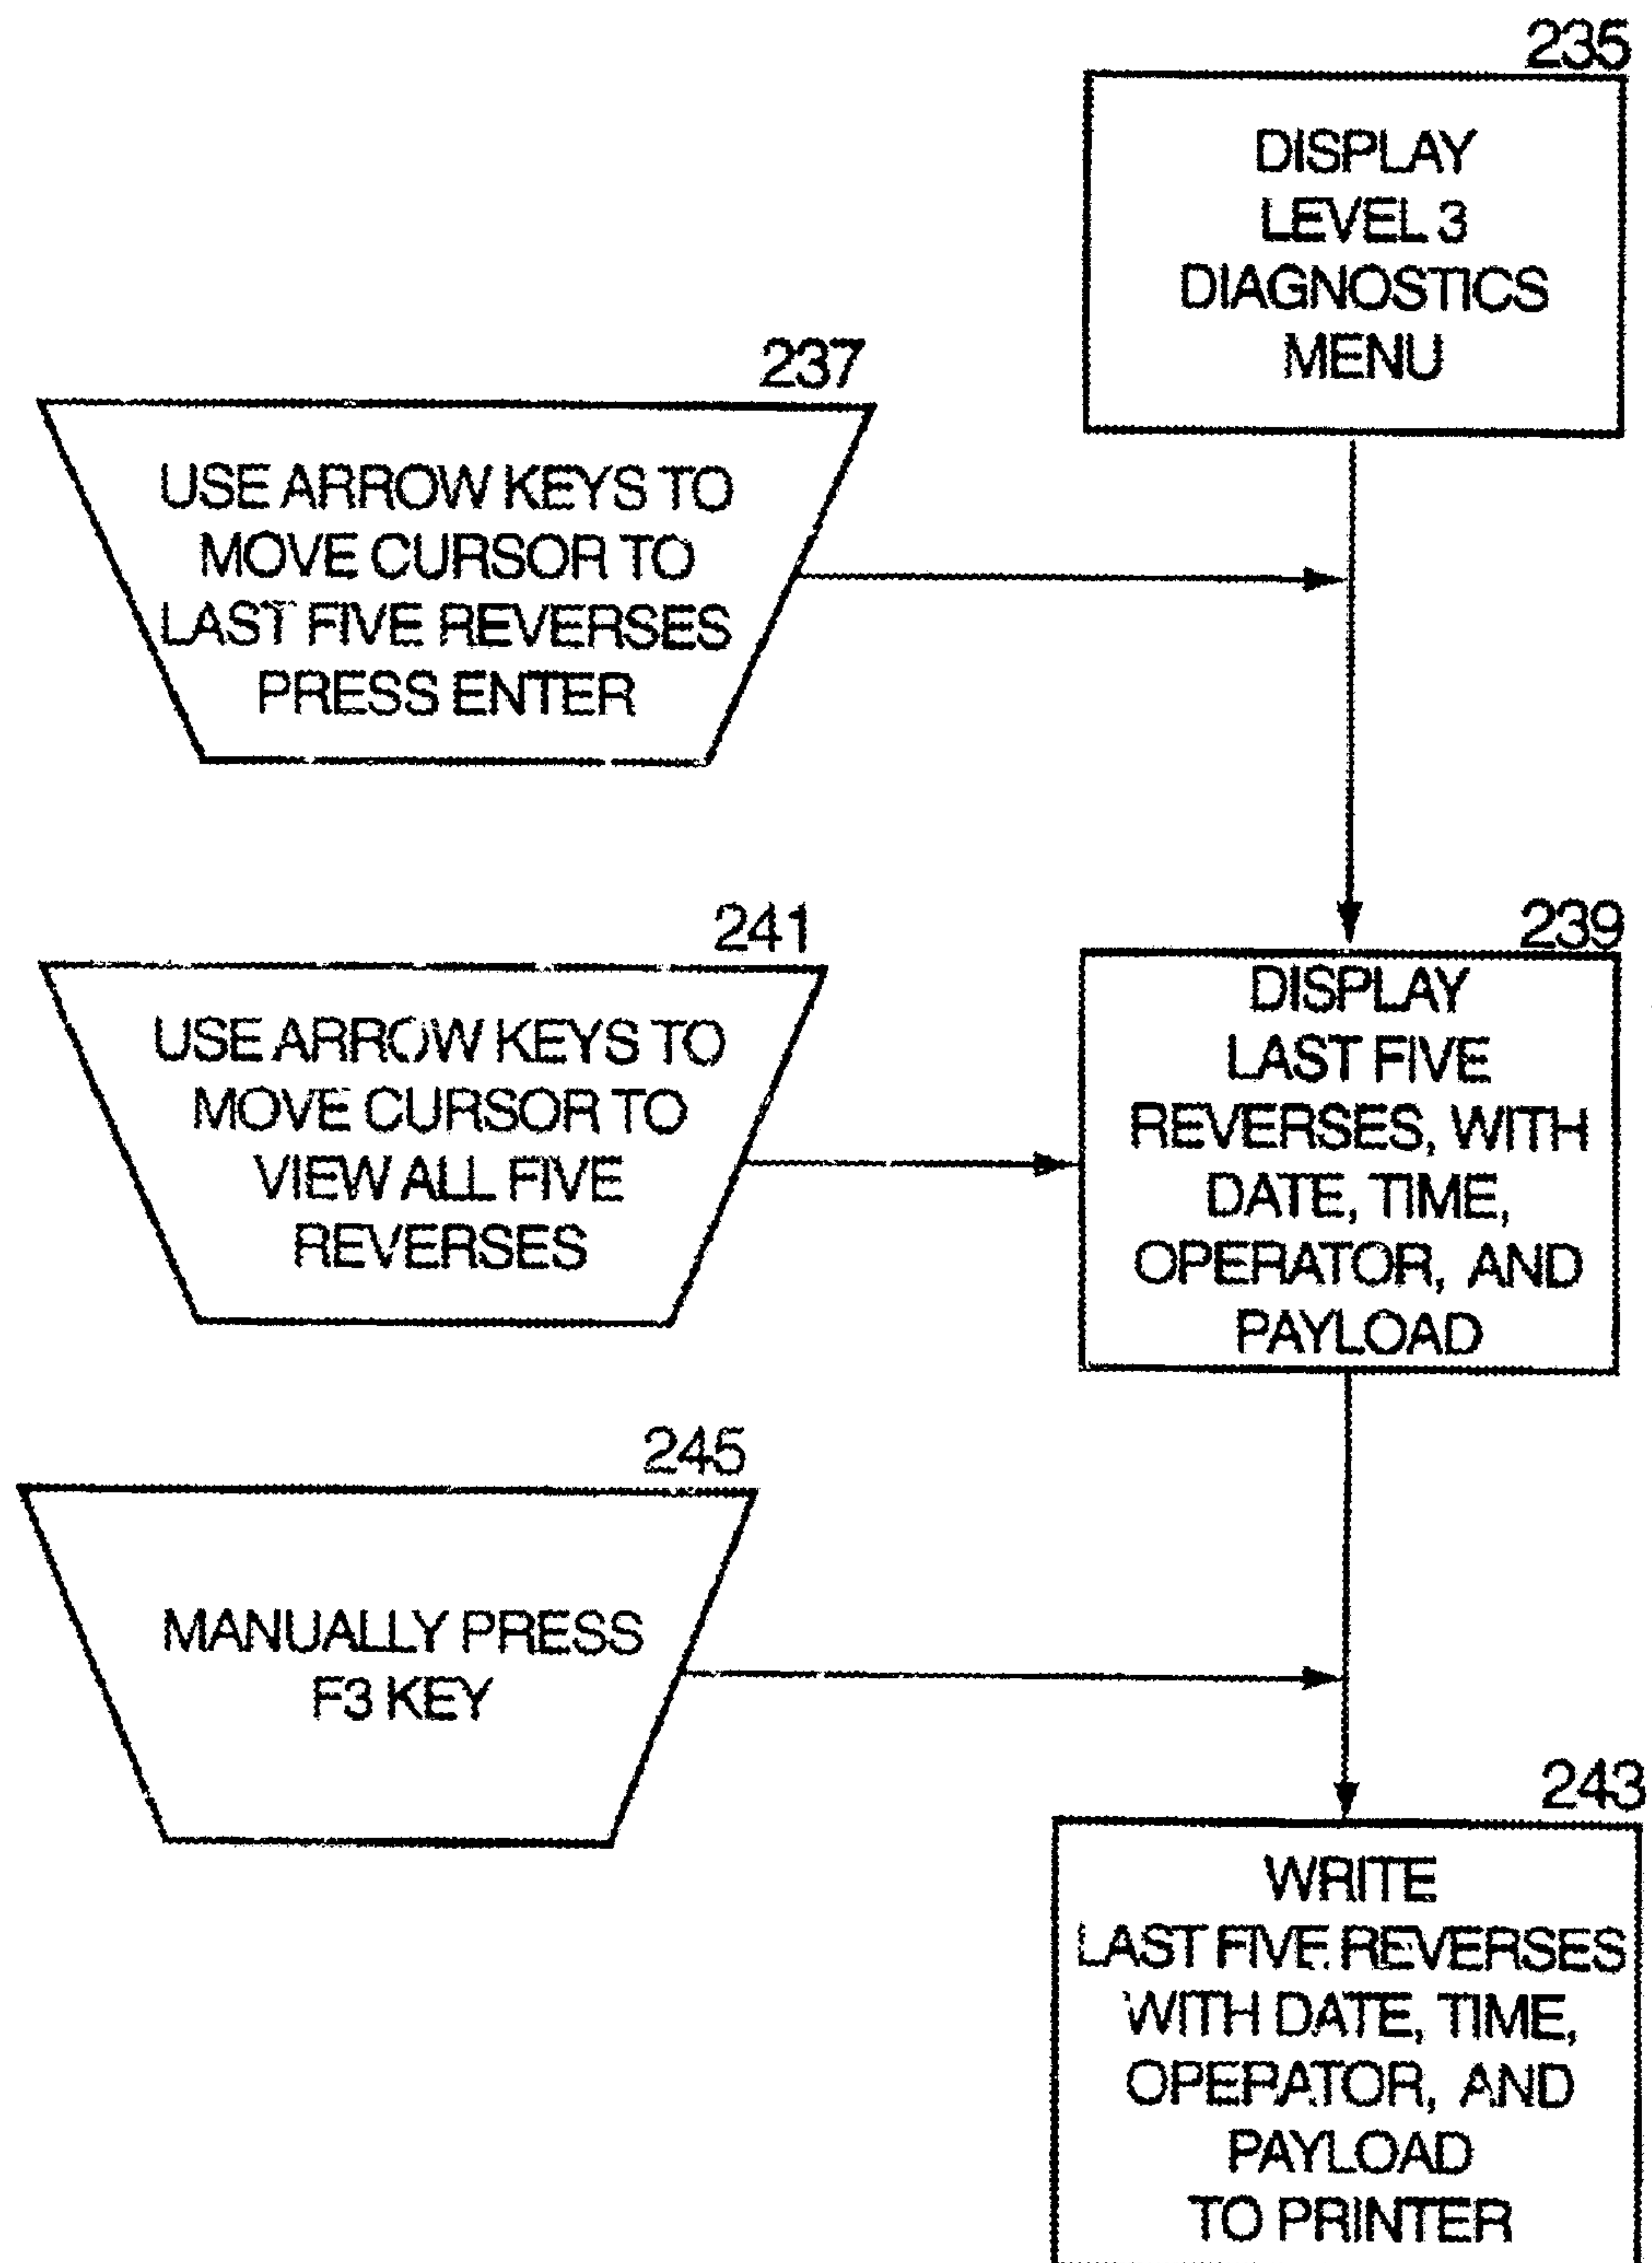 235
DISPLAY
LEVEL 3
DIAGNOSTICS
MENU
237
USE ARROW KEYS TO
MOVE CURSOR TO
LAST FIVE REVERSES
PRESS ENTER
241
USE ARROW KEYS TO
MOVE CURSOR TO
VIEW ALL FIVE
REVERSES
239
DISPLAY
LAST FIVE
REVERSES, WITH
DATE, TIME,
OPERATOR, AND
PAYLOAD
245
MANUALLY PRESS
F3 KEY
243
WRITE
LAST FIVE REVERSES
WITH DATE, TIME,
OPERATOR, AND
PAYLOAD
TO PRINTER